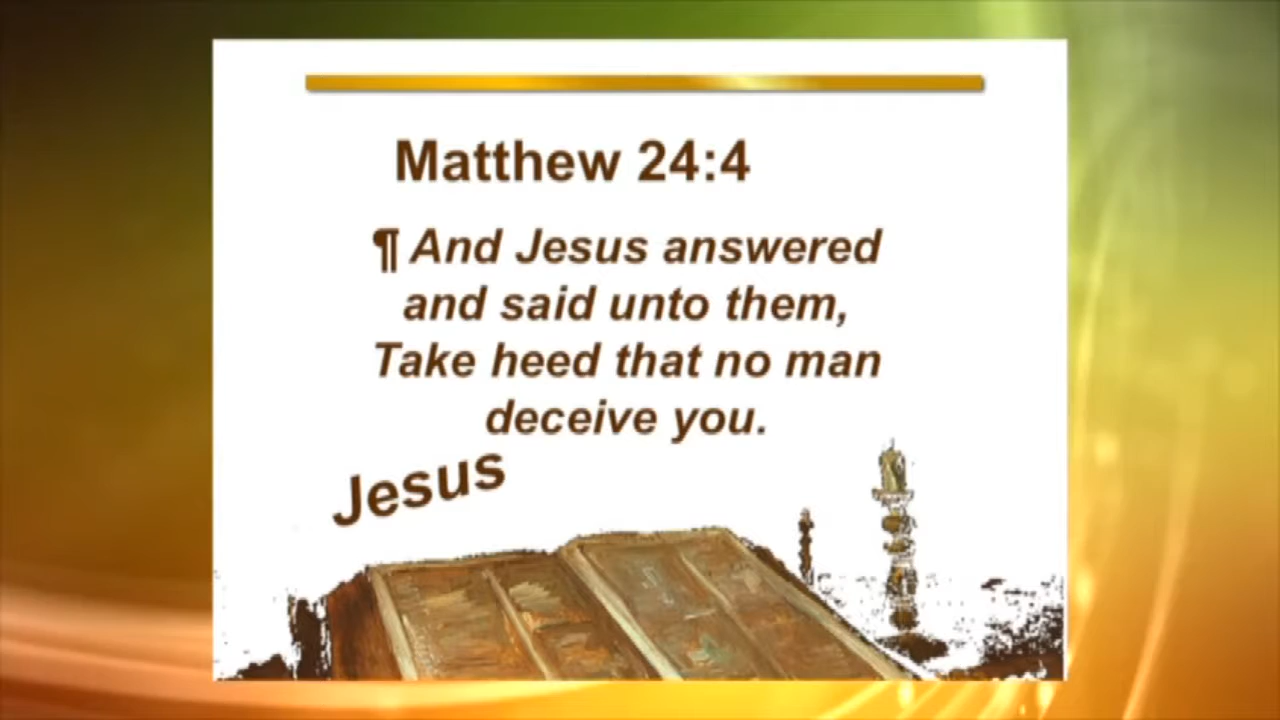 Matthew 24:4
¶ And Jesus answered
and said unto them,
Take heed that no man
deceive you.
Jesus